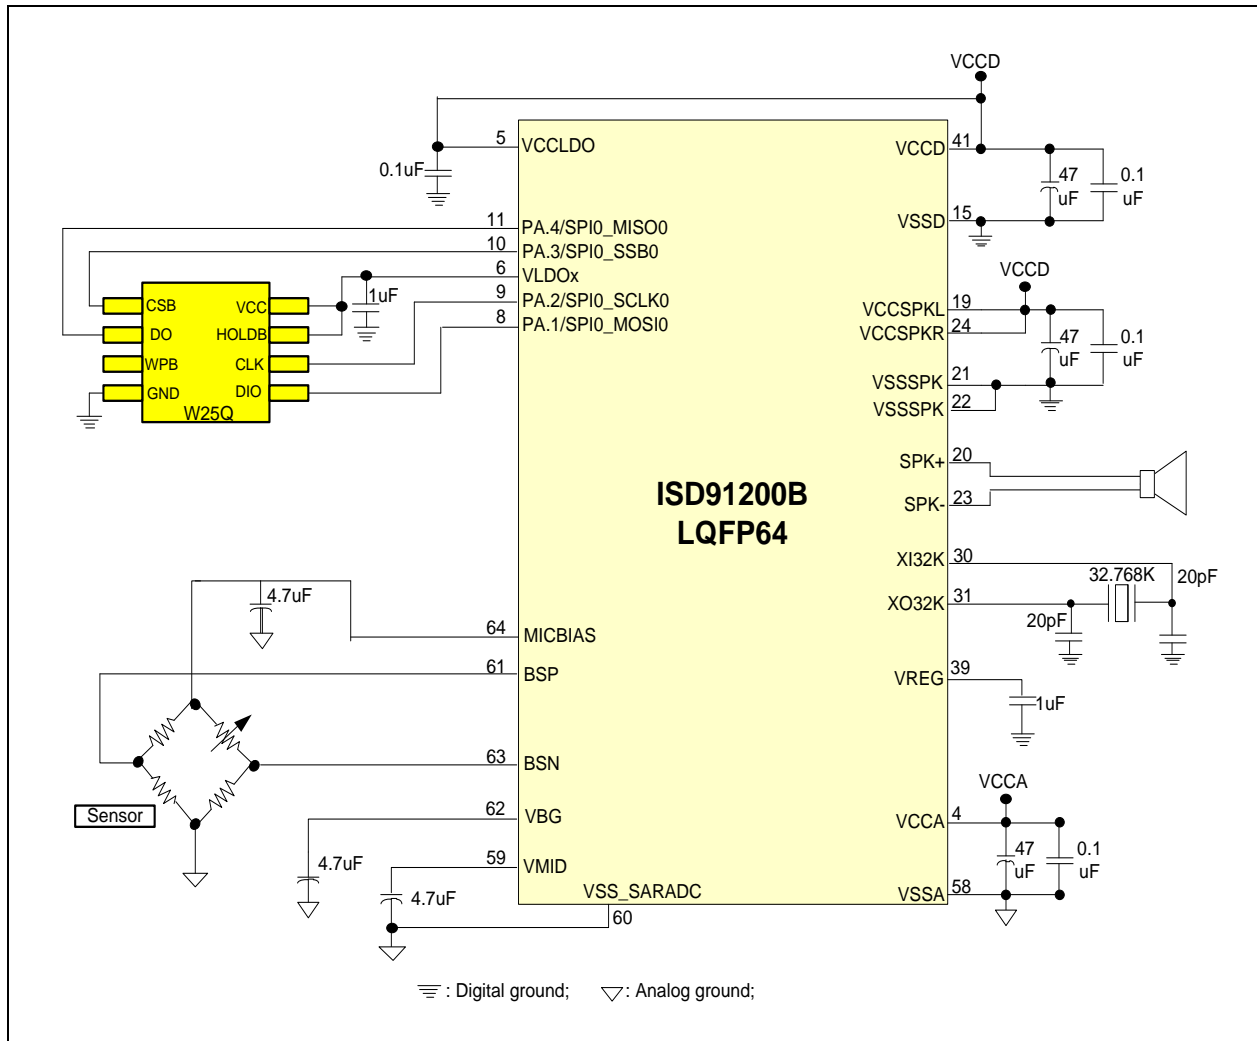 VCCD
5
VCCLDO
0.1uF
VCCD
41
47
uF
0.1
uF
VSSD
15
11
PA.4/SPI0_MISO0
10
PA.3/SPI0_SSB0
6
VLDOx
9
PA.2/SPI0_SCLK0
8
PA.1/SPI0_MOSI0
1uF
CSB
VCC
DO
HOLDB
WPB
CLK
GND
DIO
W25Q
VCCD
VCCSPKL
19
VCCSPKR
24
47
uF
0.1
uF
VSSSPK
21
VSSSPK
22
SPK+
20
SPK-
23
ISD91200B
LQFP64
XI32K
30
XO32K
31
32.768K
20pF
20pF
4.7uF
64
MICBIAS
61
BSP
63
BSN
Sensor
62
VBG
4.7uF
59
VMID
4.7uF
VSS_SARADC
60
VREG
39
1uF
VCCA
VCCA
4
47
uF
0.1
uF
VSSA
58
: Digital ground;
: Analog ground;